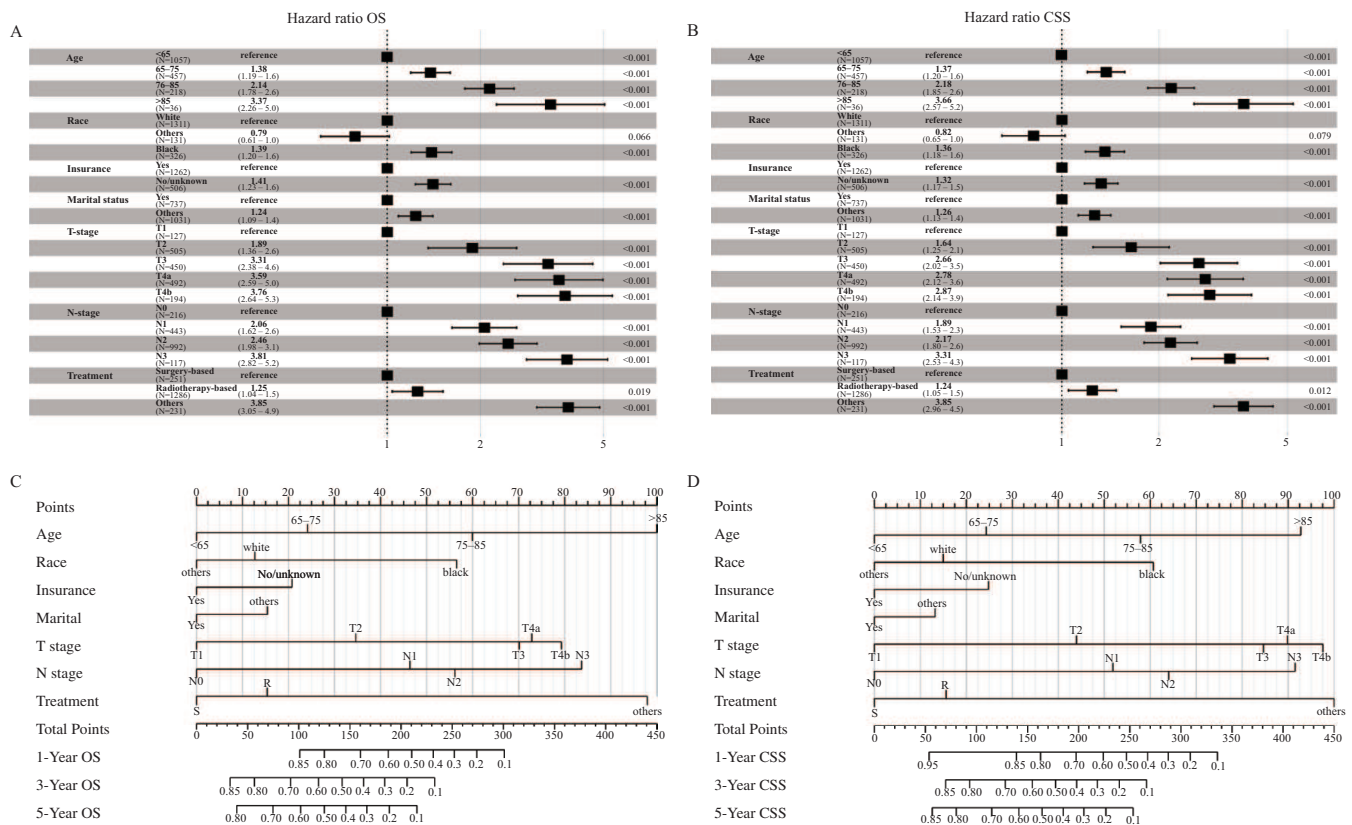 A
Hazard ratio OS
Age <65 (N=1057) reference <0.001
65–75 (N=457) 1.38 (1.19 – 1.6) <0.001
76–85 (N=218) 2.14 (1.78 – 2.6) <0.001
>85 (N=36) 3.37 (2.26 – 5.0) <0.001
Race White (N=1311) reference
Others (N=131) 0.79 (0.61 – 1.0) 0.066
Black (N=326) 1.39 (1.20 – 1.6) <0.001
Insurance Yes (N=1262) reference
No/unknown (N=506) 1.41 (1.23 – 1.6) <0.001
Marital status Yes (N=737) reference
Others (N=1031) 1.24 (1.09 – 1.4) <0.001
T-stage T1 (N=127) reference
T2 (N=505) 1.89 (1.36 – 2.6) <0.001
T3 (N=450) 3.31 (2.38 – 4.6) <0.001
T4a (N=492) 3.59 (2.59 – 5.0) <0.001
T4b (N=194) 3.76 (2.64 – 5.3) <0.001
N-stage N0 (N=216) reference
N1 (N=443) 2.06 (1.62 – 2.6) <0.001
N2 (N=992) 2.46 (1.98 – 3.1) <0.001
N3 (N=117) 3.81 (2.82 – 5.2) <0.001
Treatment Surgery-based (N=251) reference
Radiotherapy-based (N=1286) 1.25 (1.04 – 1.5) 0.019
Others (N=231) 3.85 (3.05 – 4.9) <0.001
1 2 5
B
Hazard ratio CSS
Age <65 (N=1057) reference <0.001
65–75 (N=457) 1.37 (1.20 – 1.6) <0.001
76–85 (N=218) 2.18 (1.85 – 2.6) <0.001
>85 (N=36) 3.66 (2.57 – 5.2) <0.001
Race White (N=1311) reference
Others (N=131) 0.82 (0.65 – 1.0) 0.079
Black (N=326) 1.36 (1.18 – 1.6) <0.001
Insurance Yes (N=1262) reference
No/unknown (N=506) 1.32 (1.17 – 1.5) <0.001
Marital status Yes (N=737) reference
Others (N=1031) 1.26 (1.13 – 1.4) <0.001
T-stage T1 (N=127) reference
T2 (N=505) 1.64 (1.25 – 2.1) <0.001
T3 (N=450) 2.66 (2.02 – 3.5) <0.001
T4a (N=492) 2.78 (2.12 – 3.6) <0.001
T4b (N=194) 2.87 (2.14 – 3.9) <0.001
N-stage N0 (N=216) reference
N1 (N=443) 1.89 (1.53 – 2.3) <0.001
N2 (N=992) 2.17 (1.80 – 2.6) <0.001
N3 (N=117) 3.31 (2.53 – 4.3) <0.001
Treatment Surgery-based (N=251) reference
Radiotherapy-based (N=1286) 1.24 (1.05 – 1.5) 0.012
Others (N=231) 3.85 (2.96 – 4.5) <0.001
1 2 5
C
Points 0 10 20 30 40 50 60 70 80 90 100
Age <65 65–75 75–85 >85
Race others white black
Insurance Yes No/unknown
Marital Yes others
T stage T1 T2 T3 T4a T4b
N stage N0 N1 N2 N3
Treatment S R others
Total Points 0 50 100 150 200 250 300 350 400 450
1-Year OS 0.85 0.80 0.70 0.60 0.50 0.40 0.3 0.2 0.1
3-Year OS 0.85 0.80 0.70 0.60 0.50 0.40 0.3 0.2 0.1
5-Year OS 0.80 0.70 0.60 0.50 0.40 0.3 0.2 0.1
D
Points 0 10 20 30 40 50 60 70 80 90 100
Age <65 65–75 75–85 >85
Race others white black
Insurance Yes No/unknown
Marital Yes others
T stage T1 T2 T3 T4a T4b
N stage N0 N1 N2 N3
Treatment S R others
Total Points 0 50 100 150 200 250 300 350 400 450
1-Year CSS 0.95 0.85 0.80 0.70 0.60 0.50 0.40 0.3 0.2 0.1
3-Year CSS 0.85 0.80 0.70 0.60 0.50 0.4 0.3 0.2 0.1
5-Year CSS 0.85 0.80 0.70 0.60 0.50 0.40 0.3 0.2 0.1